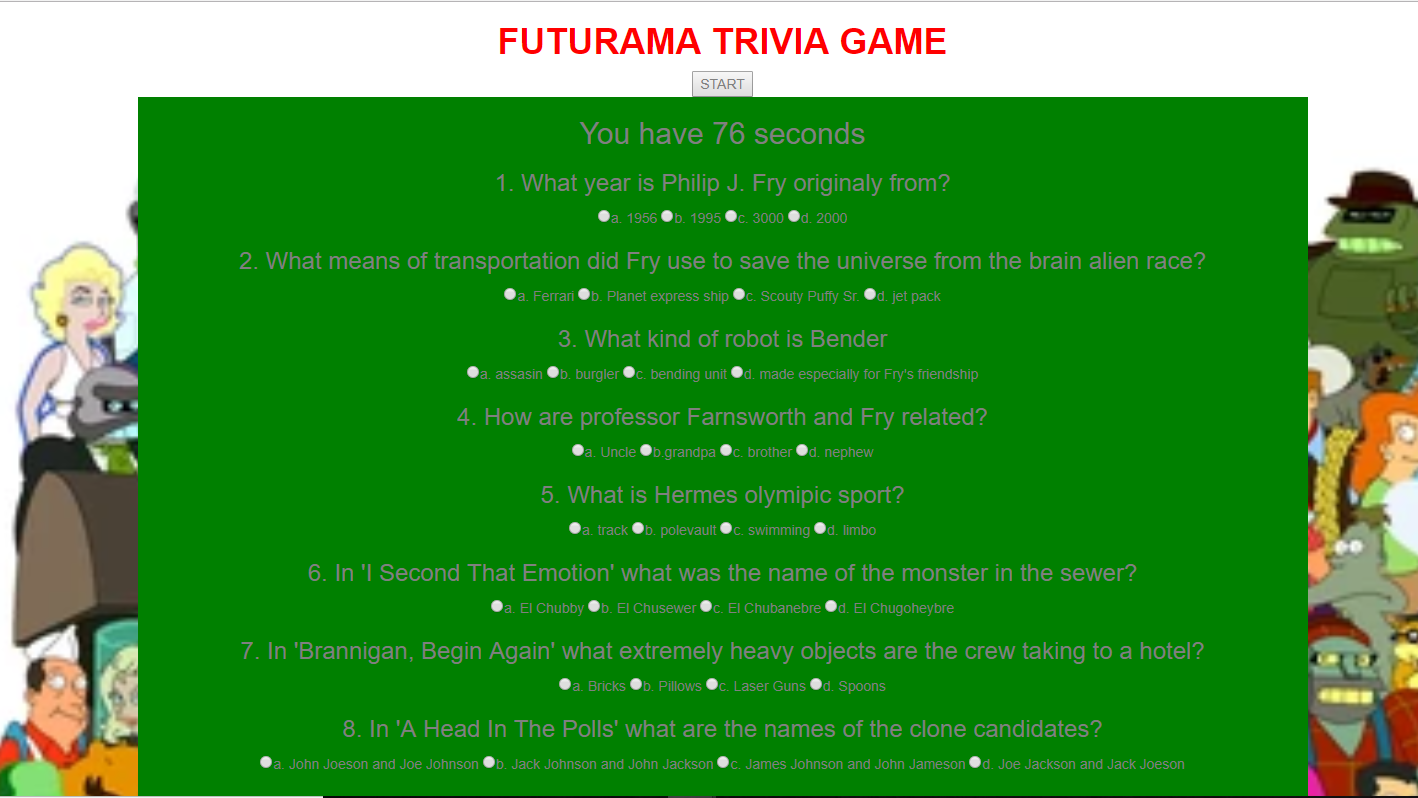 FUTURAMA TRIVIA GAME
START
You have 76 seconds
1. What year is Philip J. Fry originaly from?
a. 1956 b. 1995 c. 3000 d. 2000
2. What means of transportation did Fry use to save the universe from the brain alien race?
a. Ferrari b. Planet express ship c. Scouty Puffy Sr. d. jet pack
3. What kind of robot is Bender
a. assasin b. burgler c. bending unit d. made especially for Fry's friendship
4. How are professor Farnsworth and Fry related?
a. Uncle b.grandpa c. brother d. nephew
5. What is Hermes olymipic sport?
a. track b. polevault c. swimming d. limbo
6. In 'I Second That Emotion' what was the name of the monster in the sewer?
a. El Chubby b. El Chusewer c. El Chubanebre d. El Chugoheybre
7. In 'Brannigan, Begin Again' what extremely heavy objects are the crew taking to a hotel?
a. Bricks b. Pillows c. Laser Guns d. Spoons
8. In 'A Head In The Polls' what are the names of the clone candidates?
a. John Joeson and Joe Johnson b. Jack Johnson and John Jackson c. James Johnson and John Jameson d. Joe Jackson and Jack Joeson